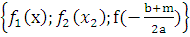 {f₁(x); f₂(x₂); f(−(b+m)/2a)}